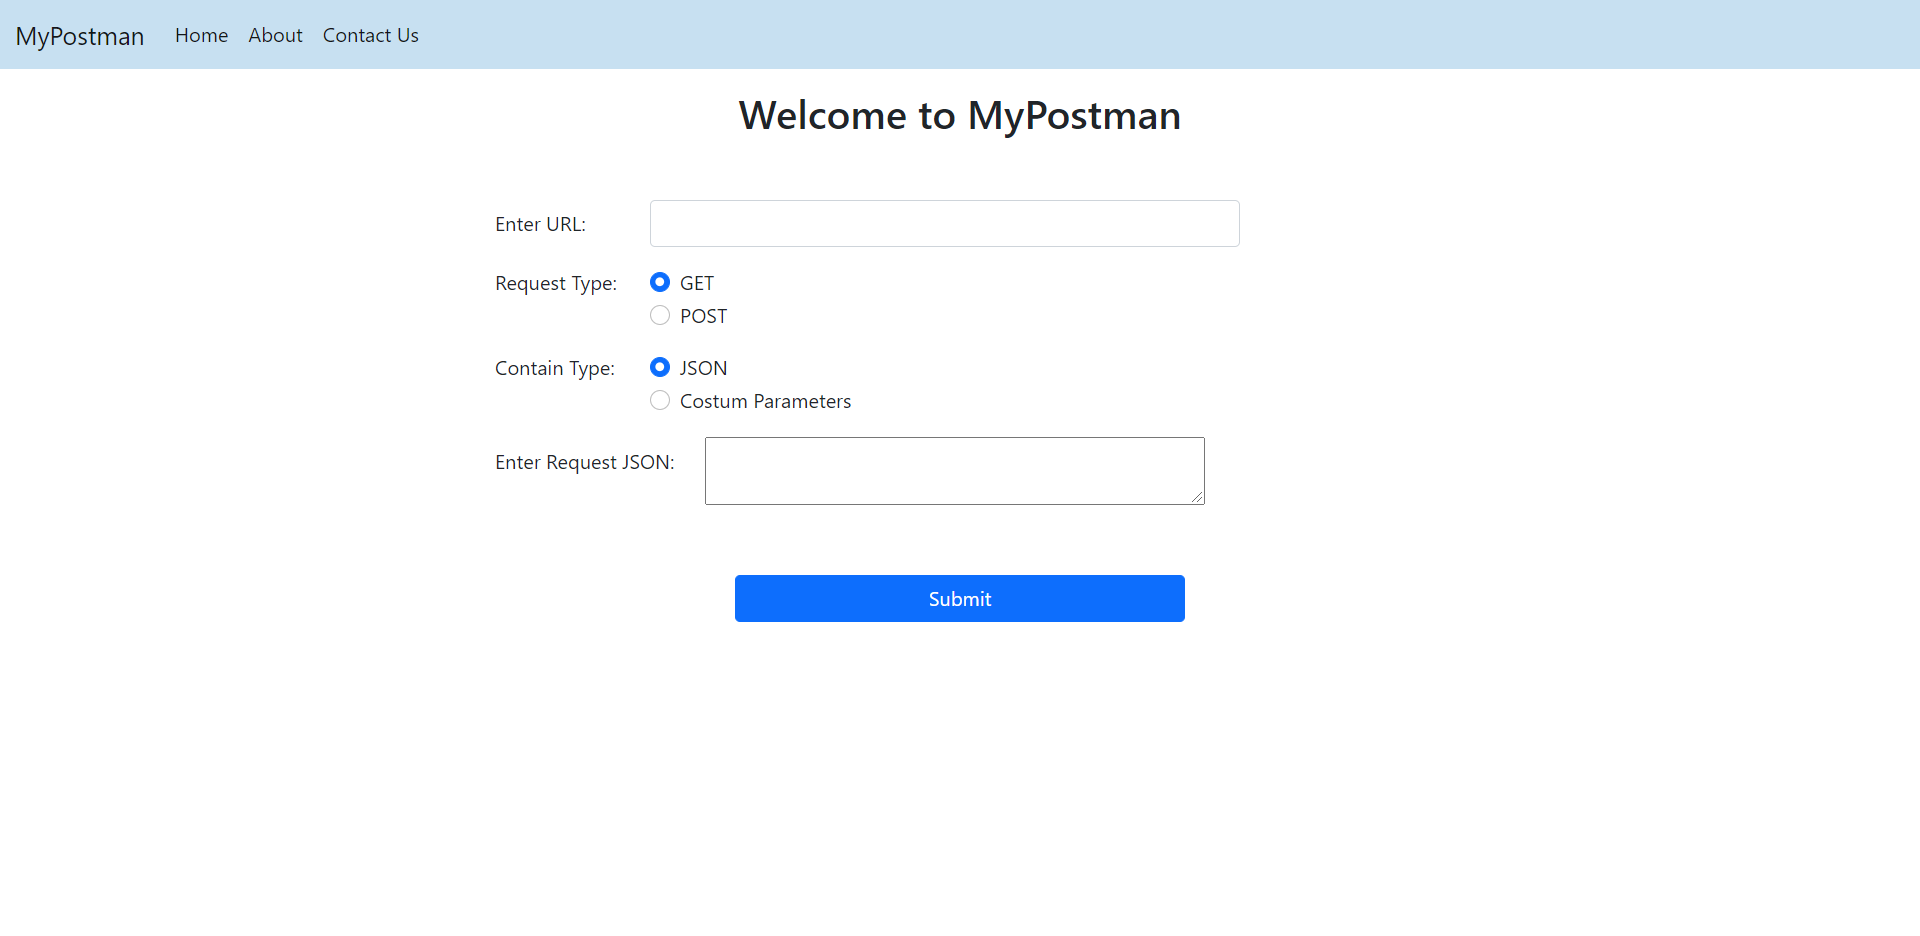 MyPostman Home About Contact Us
Welcome to MyPostman
Enter URL:
Request Type: GET
POST
Contain Type: JSON
Costum Parameters
Enter Request JSON:
Submit